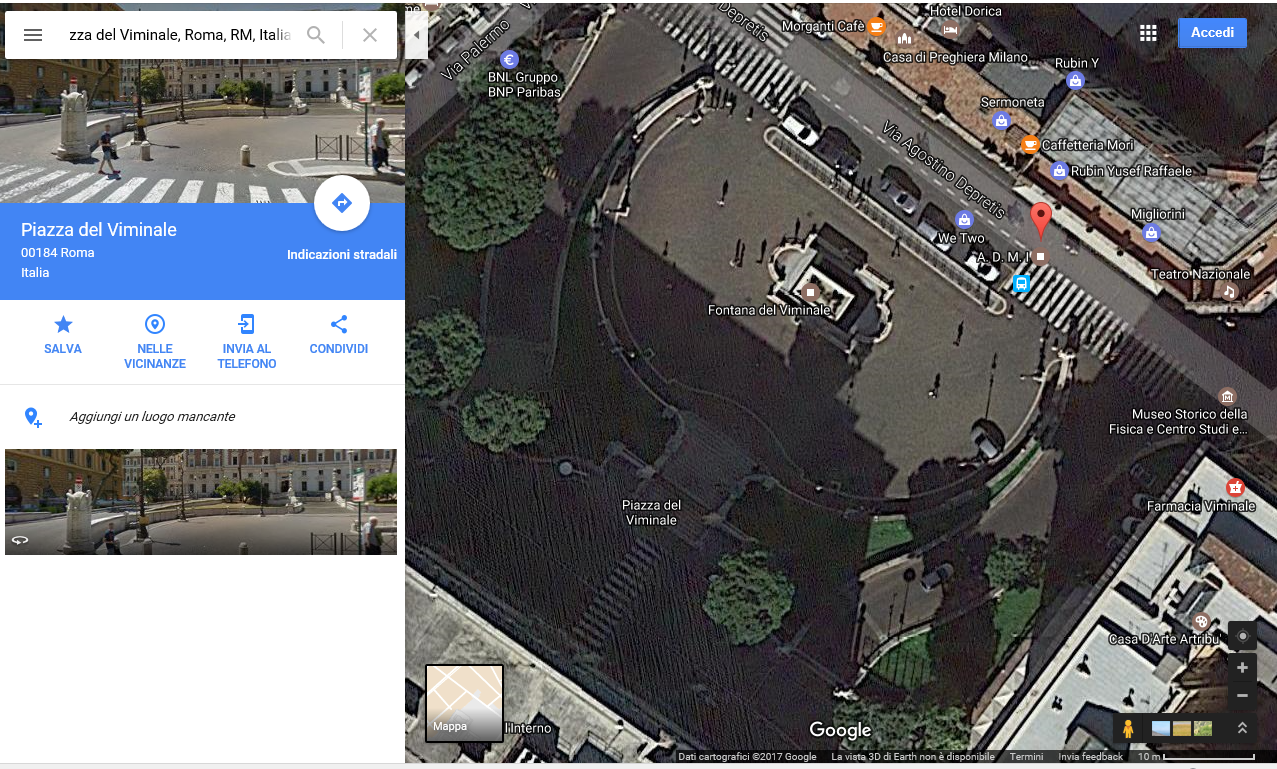 zza del Viminale, Roma, RM, Italia
Piazza del Viminale
00184 Roma
Italia
Indicazioni stradali
SALVA
NELLE
VICINANZE
INVIA AL
TELEFONO
CONDIVIDI
Aggiungi un luogo mancante
Accedi
Hotel Dorica
Depretis
Morganti Cafè
Via Palermo
Casa di Preghiera Milano
BNL Gruppo
BNP Paribas
Rubin Y
Sermoneta
Via Agostino Depretis
Caffetteria Mori
Rubin Yusef Raffaele
Migliorini
We Two
A. D. M. I
Teatro Nazionale
Fontana del Viminale
Museo Storico della
Fisica e Centro Studi e...
Piazza del
Viminale
Farmacia Viminale
Casa D'Arte Artribu'
Mappa
l'Interno
Google
Dati cartografici ©2017 Google
La vista 3D di Earth non è disponibile
Termini
Invia feedback
10 m